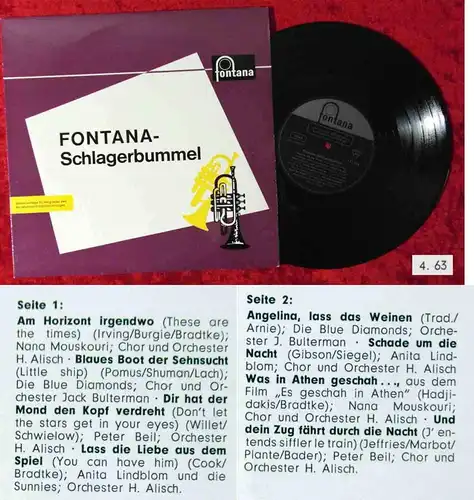 fontana
FONTANA-
Schlagerbummel
fontana
4. 63
Seite 1:
Am Horizont irgendwo (These are
the times) (Irving/Burgie/Bradtke);
Nana Mouskouri; Chor und Orchester
H. Alisch · Blaues Boot der Sehnsucht
(Little ship) (Pomus/Shuman/Lach);
Die Blue Diamonds; Chor und Or-
chester Jack Bulterman · Dir hat der
Mond den Kopf verdreht (Don't let
the stars get in your eyes) (Willet/
Schwielow); Peter Beil; Orchester
H. Alisch · Lass die Liebe aus dem
Spiel (You can have him) (Cook/
Bradtke); Anita Lindblom und die
Sunnies; Orchester H. Alisch.
Seite 2:
Angelina, lass das Weinen (Trad./
Arnie); Die Blue Diamonds; Orche-
ster J. Bulterman · Schade um die
Nacht (Gibson/Siegel); Anita Lind-
blom; Chor und Orchester H. Alisch ·
Was in Athen geschah ..., aus dem
Film „Es geschah in Athen" (Hadji-
dakis/Bradtke); Nana Mouskouri;
Chor und Orchester H. Alisch · Und
dein Zug fährt durch die Nacht (J'en-
tends siffler le train) (Jeffries/Marbot/
Plante/Bader); Peter Beil; Chor und
Orchester H. Alisch.